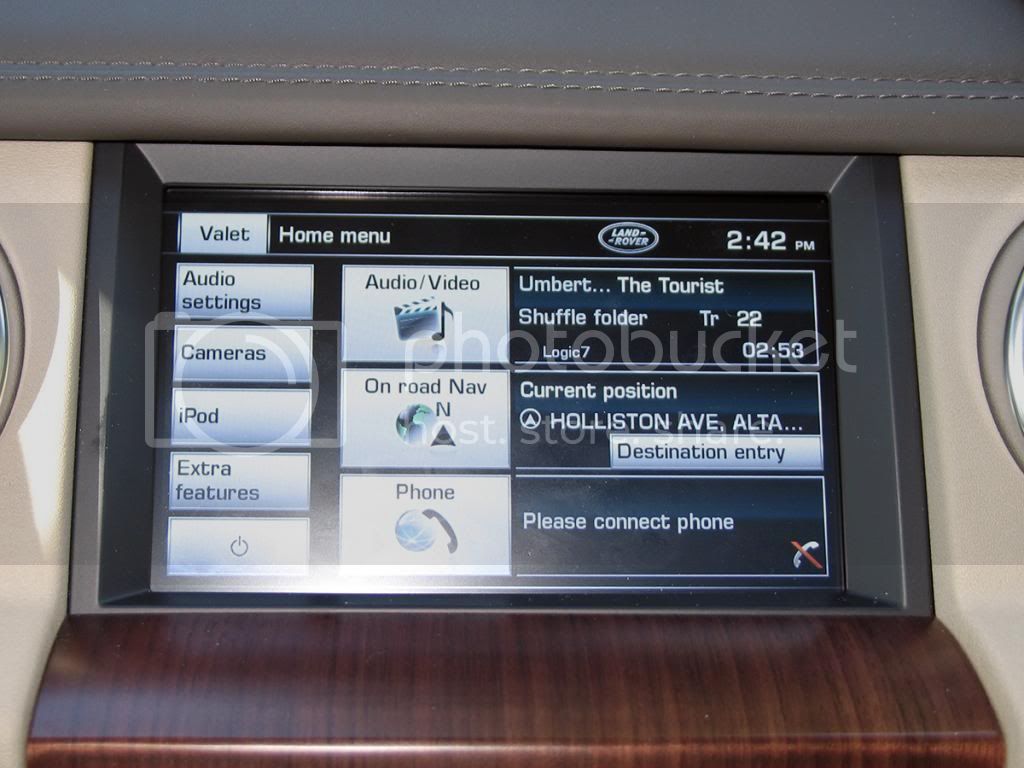 Valet
Home menu
LAND-
-ROVER
2:42 PM
Audio
settings
Cameras
iPod
Extra
features
Audio/Video
On road Nav
N
Phone
Umbert... The Tourist
Shuffle folder Tr 22
Logic7 02:53
Current position
HOLLISTON AVE, ALTA...
Destination entry
Please connect phone
photobucket
host. store. share.